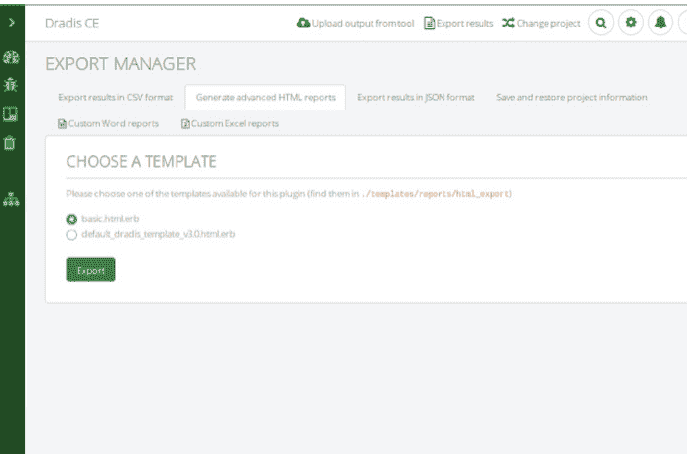 Dradis CE Upload output from tool Export results Change project
EXPORT MANAGER
Export results in CSV format Generate advanced HTML reports Export results in JSON format Save and restore project information
Custom Word reports Custom Excel reports
CHOOSE A TEMPLATE
Please choose one of the templates available for this plugin (find them in ./templates/reports/html_export)
basic.html.erb
default_dradis_template_v3.0.html.erb
Export